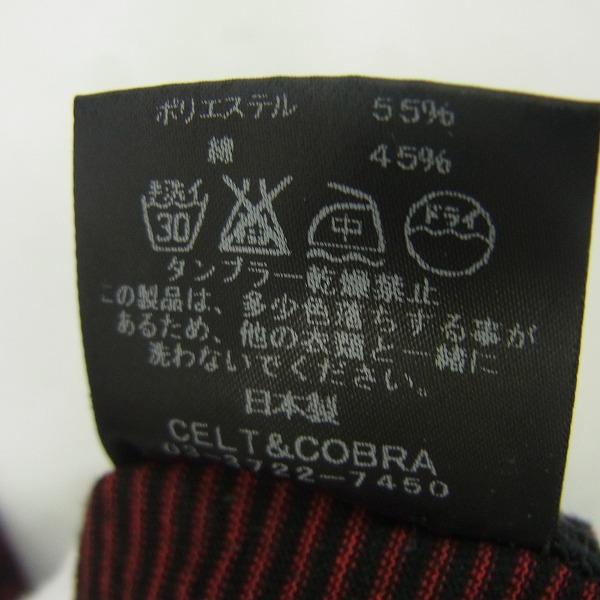 ポリエステル 55%
綿 45%
手洗イ 30 中 ドライ
タンブラー乾燥禁止
この製品は、多少色落ちする事が
あるため、他の衣類と一緒に
洗わないでください。
日本製
CELT&COBRA
03-3722-7450